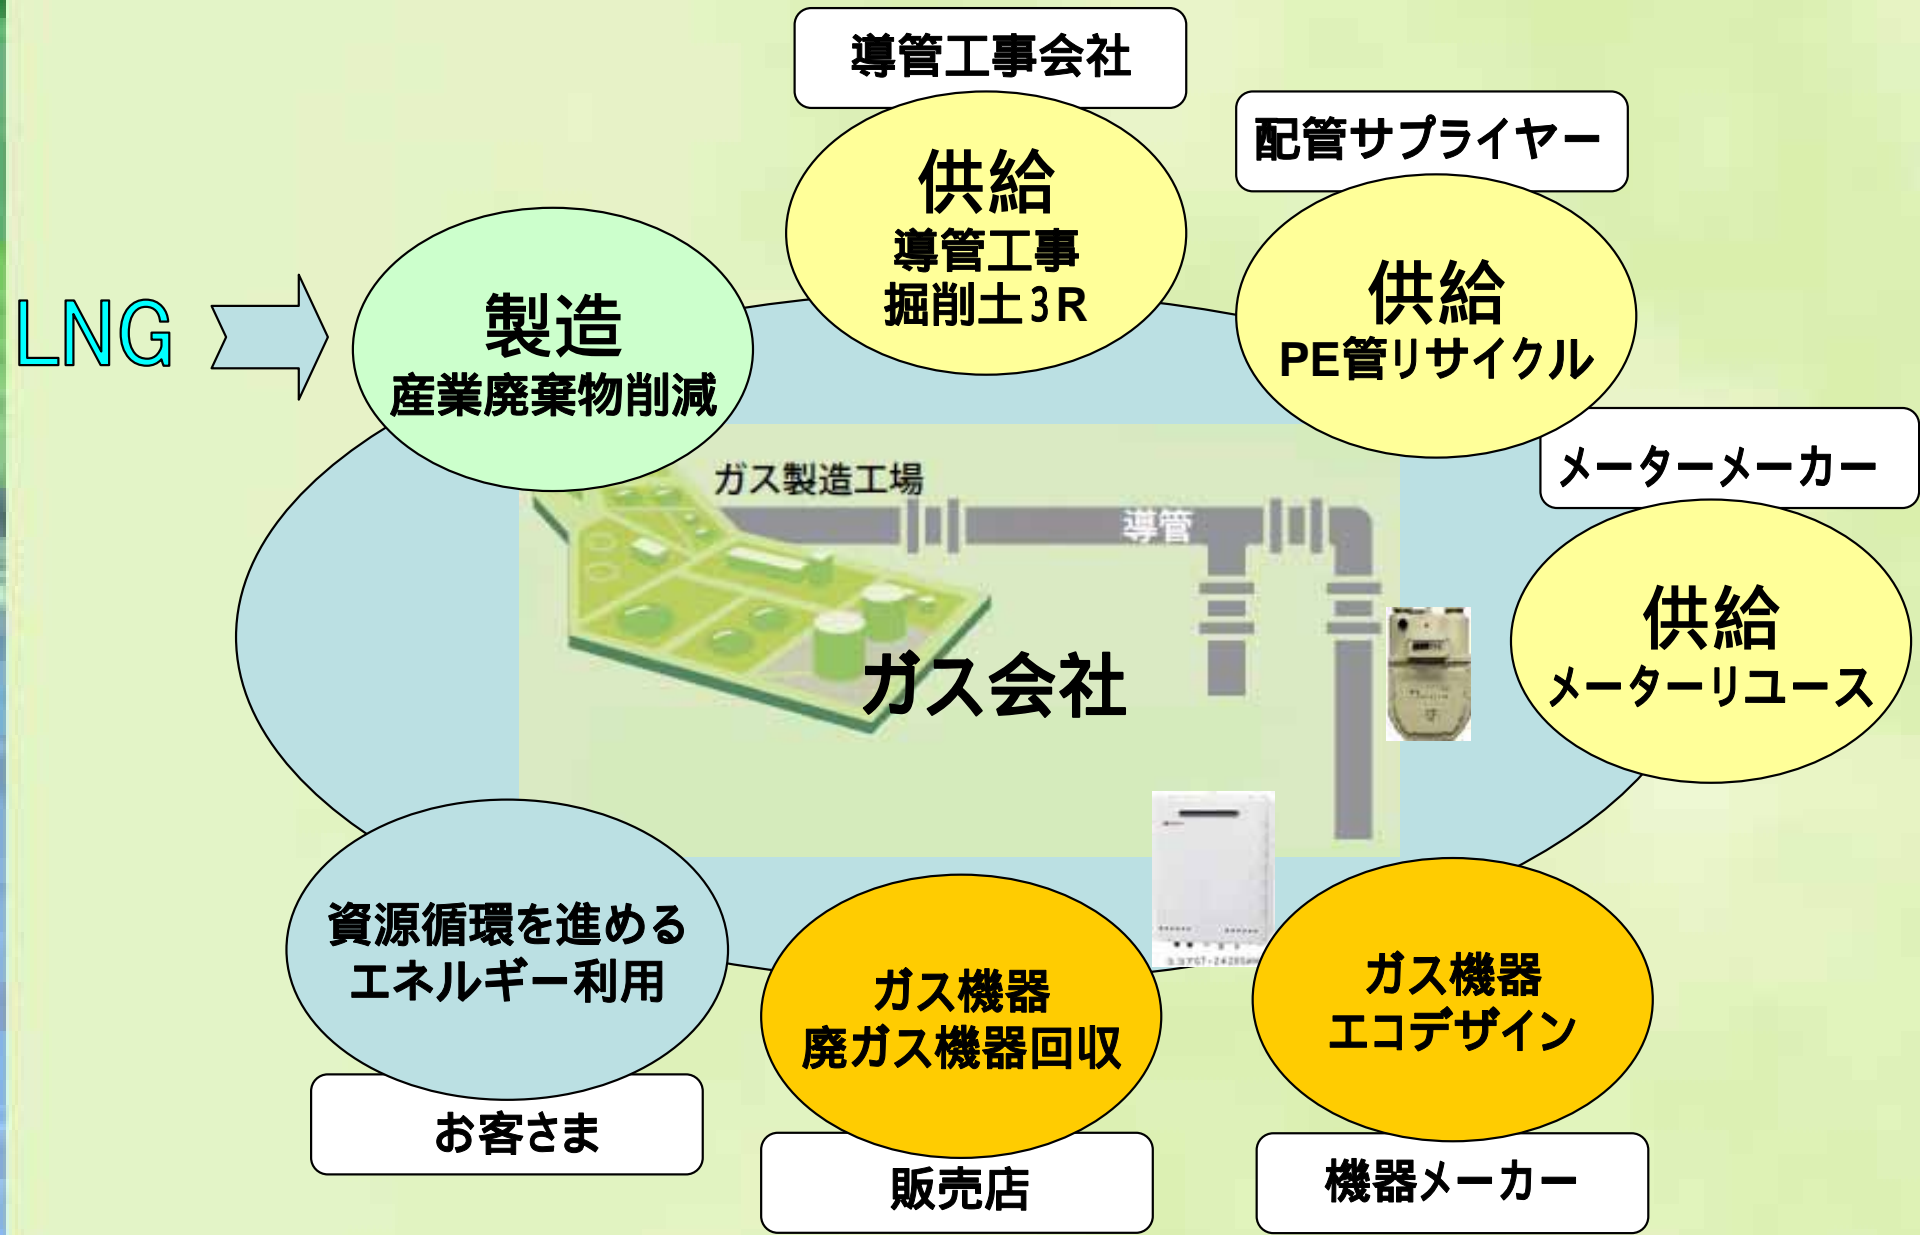 導管工事会社
供給
導管工事
掘削土3R
配管サプライヤー
供給
PE管リサイクル
LNG
製造
産業廃棄物削減
メーターメーカー
供給
メーターリユース
ガス製造工場
導管
ガス会社
資源循環を進める
エネルギー利用
お客さま
ガス機器
廃ガス機器回収
販売店
ガス機器
エコデザイン
機器メーカー